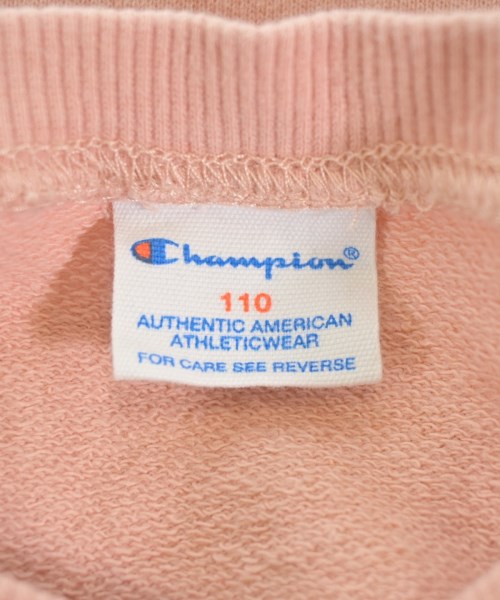 Champion®
110
AUTHENTIC AMERICAN
ATHLETICWEAR
FOR CARE SEE REVERSE